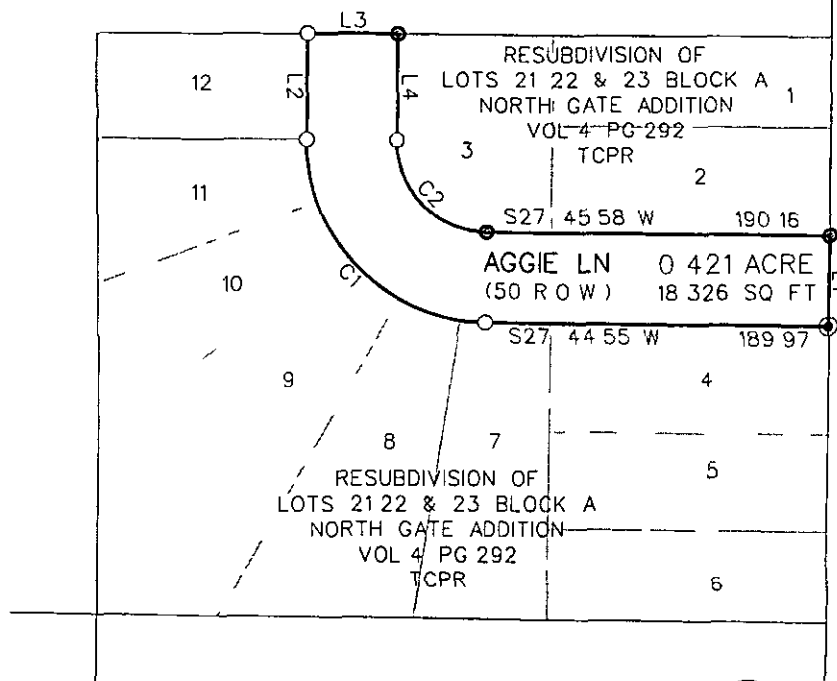 L3
RESUBDIVISION OF
LOTS 21 22 & 23 BLOCK A
NORTH GATE ADDITION
VOL 4 PG 292
TCPR
12
L2
L4
1
3
2
11
C2
S27 45 58 W 190 16
10
C1
AGGIE LN 0 421 ACRE
(50 R O W) 18 326 SQ FT
S27 44 55 W 189 97
9
4
8
7
5
RESUBDIVISION OF
LOTS 21 22 & 23 BLOCK A
NORTH GATE ADDITION
VOL 4 PG 292
TCPR
6